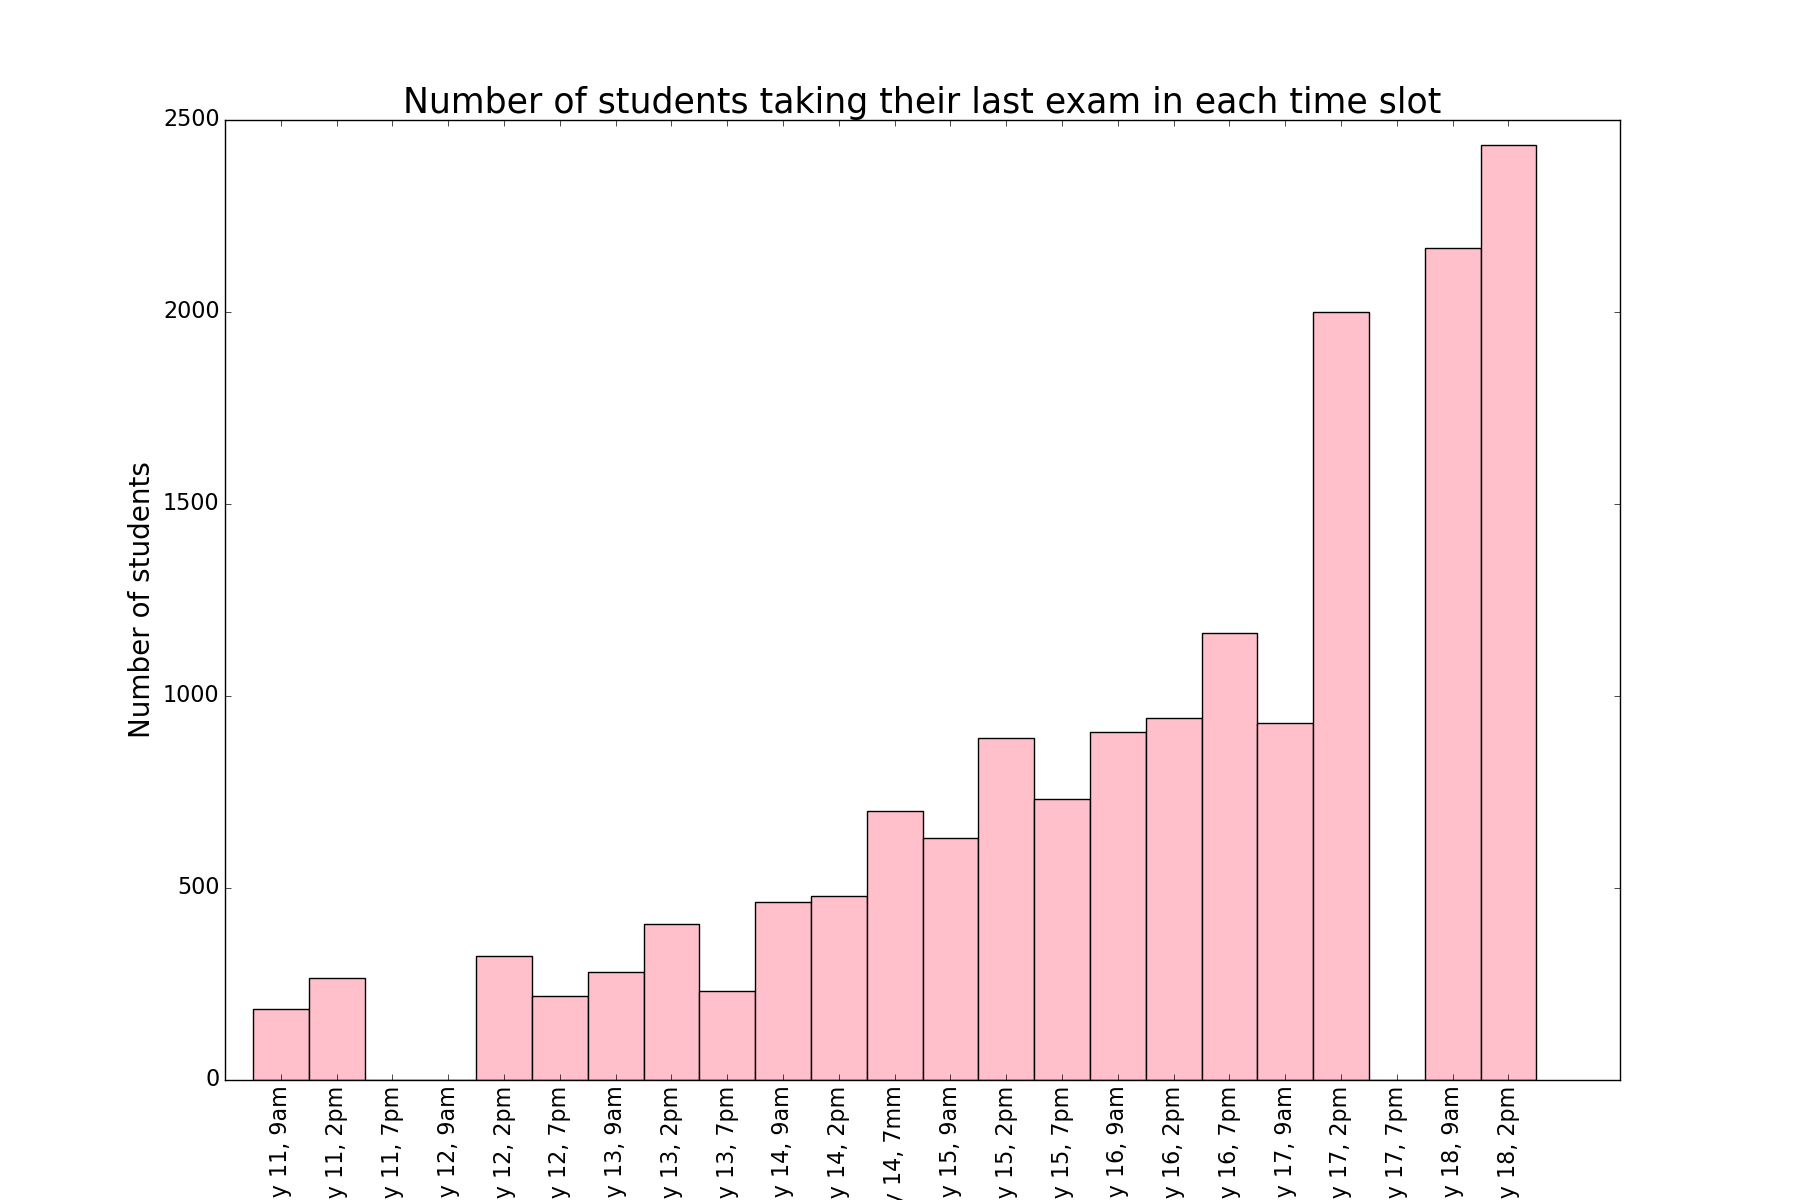 Number of students taking their last exam in each time slot
Number of students
2500
2000
1500
1000
500
0
y 11, 9am
y 11, 2pm
y 11, 7pm
y 12, 9am
y 12, 2pm
y 12, 7pm
y 13, 9am
y 13, 2pm
y 13, 7pm
y 14, 9am
y 14, 2pm
y 14, 7mm
y 15, 9am
y 15, 2pm
y 15, 7pm
y 16, 9am
y 16, 2pm
y 16, 7pm
y 17, 9am
y 17, 2pm
y 17, 7pm
y 18, 9am
y 18, 2pm